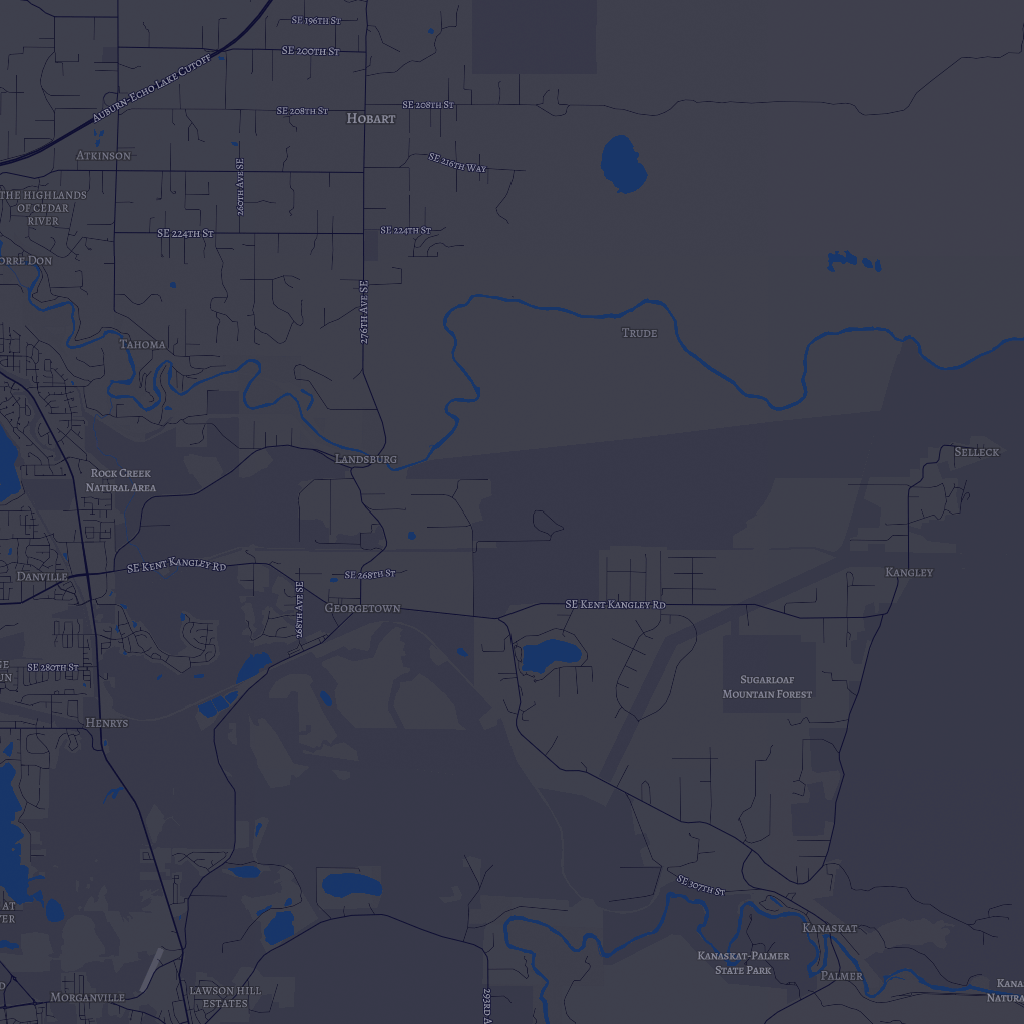 SE 196TH ST
SE 200TH ST
AUBURN-ECHO LAKE CUTOFF
SE 208TH ST
SE 208TH ST
HOBART
ATKINSON
SE 216TH WAY
260TH AVE SE
THE HIGHLANDS
OF CEDAR
RIVER
SE 224TH ST
SE 224TH ST
ORRE DON
276TH AVE SE
TRUDE
TAHOMA
LANDSBURG
SELLECK
ROCK CREEK
NATURAL AREA
SE KENT KANGLEY RD
DANVILLE
SE 268TH ST
KANGLEY
268TH AVE SE
GEORGETOWN
SE KENT KANGLEY RD
SE 280TH ST
SUGARLOAF
MOUNTAIN FOREST
HENRYS
SE 307TH ST
AT
KANASKAT
KANASKAT-PALMER
STATE PARK
PALMER
KANA
NATURA
LAWSON HILL
ESTATES
MORGANVILLE
293RD A